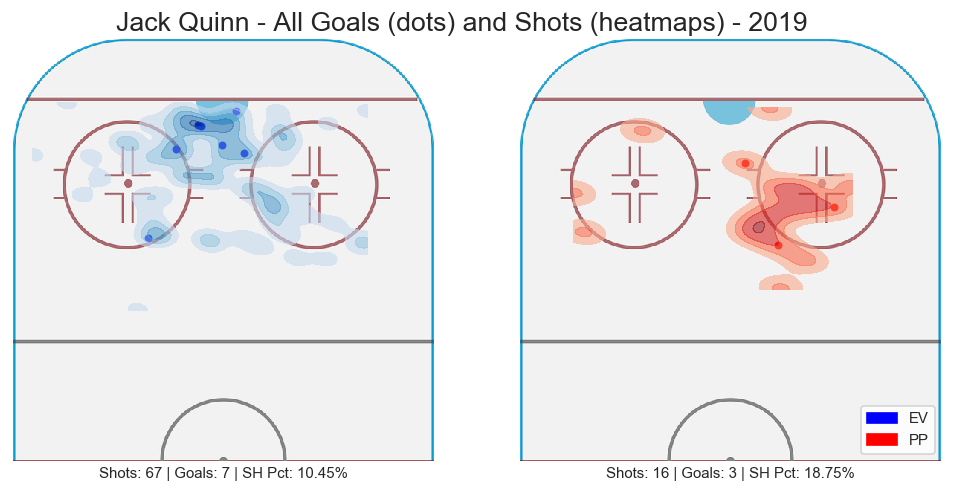 Jack Quinn - All Goals (dots) and Shots (heatmaps) - 2019
EV
PP
Shots: 67 | Goals: 7 | SH Pct: 10.45%
Shots: 16 | Goals: 3 | SH Pct: 18.75%